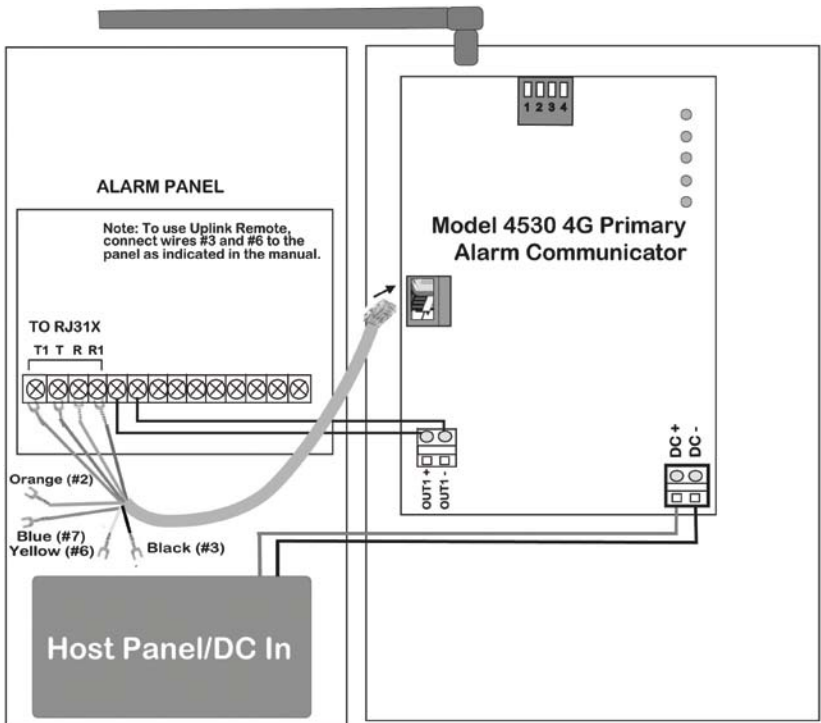 1 2 3 4
ALARM PANEL
Note: To use Uplink Remote,
connect wires #3 and #6 to the
panel as indicated in the manual.
Model 4530 4G Primary
Alarm Communicator
TO RJ31X
T1 T R R1
OUT1 +
OUT1 -
DC +
DC -
Orange (#2)
Blue (#7)
Yellow (#6)
Black (#3)
Host Panel/DC In